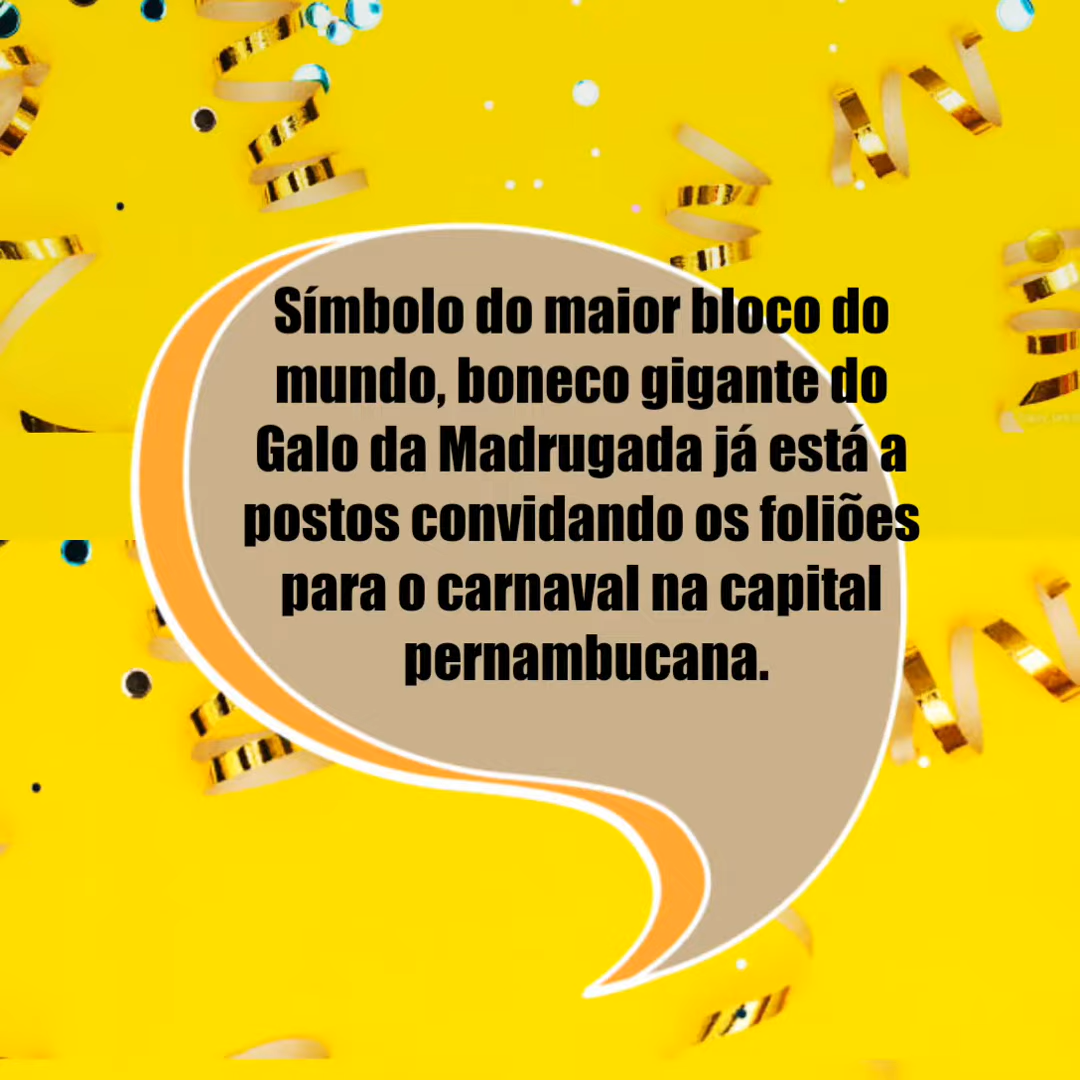 Símbolo do maior bloco do
mundo, boneco gigante do
Galo da Madrugada já está a
postos convidando os foliões
para o carnaval na capital
pernambucana.